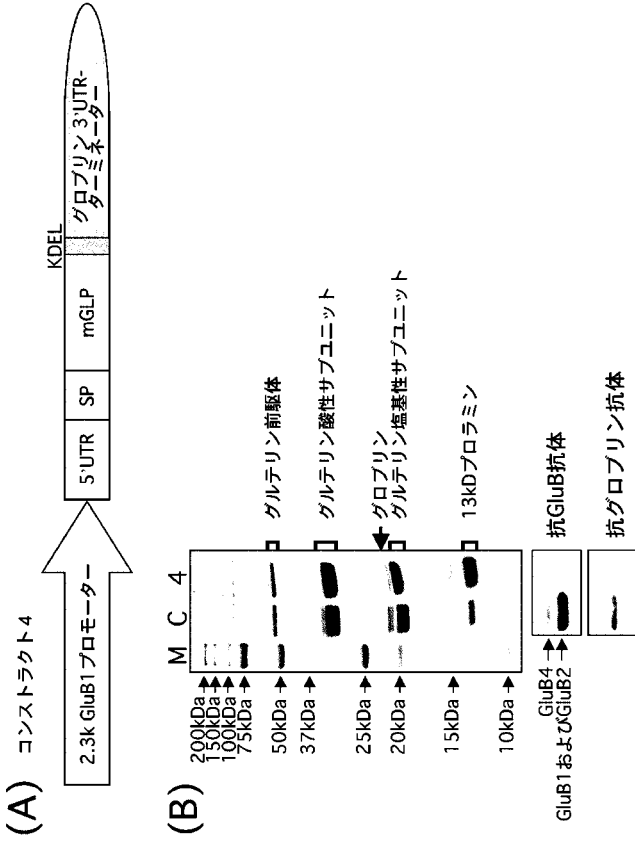 (A)
コンストラクト4
2.3k GluB1 プロモーター
5'UTR
SP
mGLP
KDEL
グロブリン 3'UTR-
ターミネーター
(B)
M
C
4
200kDa
150kDa
100kDa
75kDa
50kDa
37kDa
25kDa
20kDa
15kDa
10kDa
グルテリン前駆体
グルテリン酸性サブユニット
グロブリン
グルテリン塩基性サブユニット
13kDプロラミン
GluB4
GluB1およびGluB2
抗GluB抗体
抗グロブリン抗体